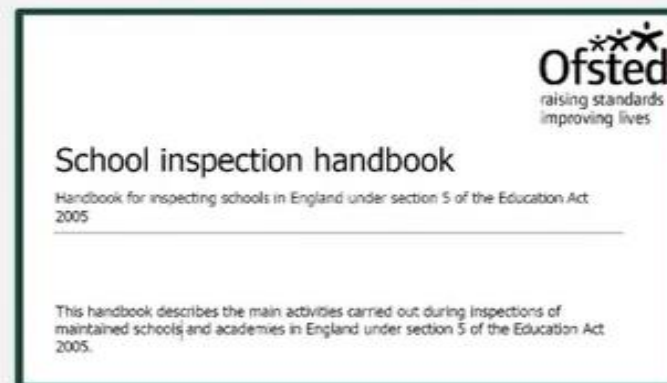 Ofsted
raising standards
improving lives
School inspection handbook
Handbook for inspecting schools in England under section 5 of the Education Act
2005
This handbook describes the main activities carried out during inspections of
maintained schools and academies in England under section 5 of the Education Act
2005.